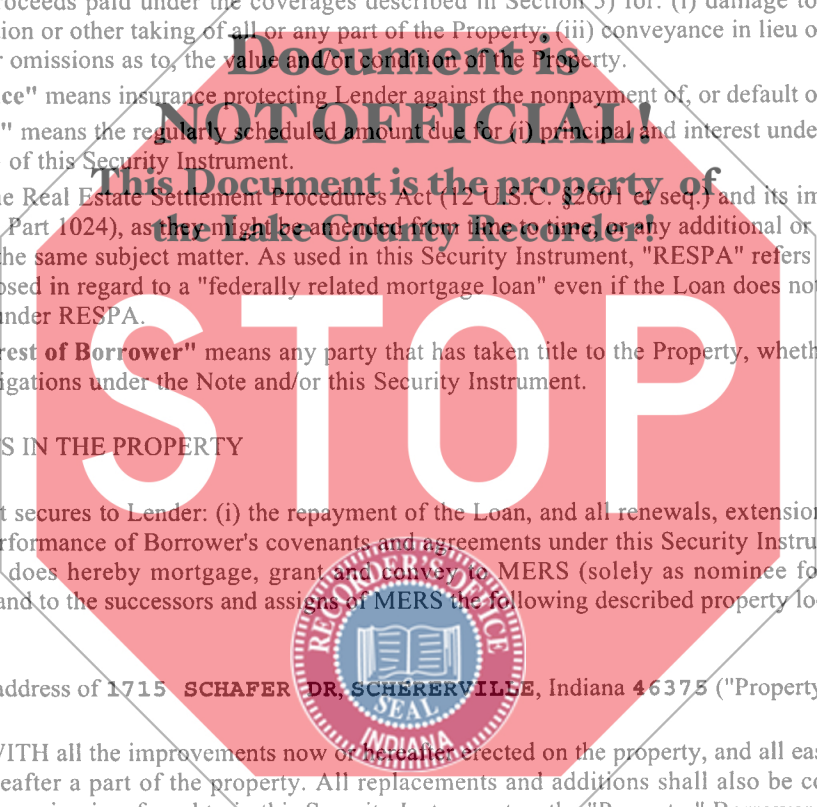 roceeds paid under the coverages described in Section 5) for: (i) damage to
tion or other taking of all or any part of the Property; (iii) conveyance in lieu o
r omissions as to, the value and/or condition of the Property.
Document is
ce" means insurance protecting Lender against the nonpayment of, or default o
NOT OFFICIAL!
" means the regularly scheduled amount due for (i) principal and interest unde
of this Security Instrument.
This Document is the property of
e Real Estate Settlement Procedures Act (12 U.S.C. §2601 et seq.) and its im
Part 1024), as they might be amended from time to time, or any additional or
the Lake County Recorder!
the same subject matter. As used in this Security Instrument, "RESPA" refers
osed in regard to a "federally related mortgage loan" even if the Loan does no
under RESPA.
STOP
rest of Borrower" means any party that has taken title to the Property, wheth
igations under the Note and/or this Security Instrument.
S IN THE PROPERTY
t secures to Lender: (i) the repayment of the Loan, and all renewals, extension
rformance of Borrower's covenants and agreements under this Security Instru
does hereby mortgage, grant and convey to MERS (solely as nominee fo
and to the successors and assigns of MERS the following described property lo
RECORDER'S OFFICE
SEAL
INDIANA
address of 1715 SCHAFER DR, SCHERERVILLE, Indiana 46375 ("Property
WITH all the improvements now or hereafter erected on the property, and all eas
eafter a part of the property. All replacements and additions shall also be co